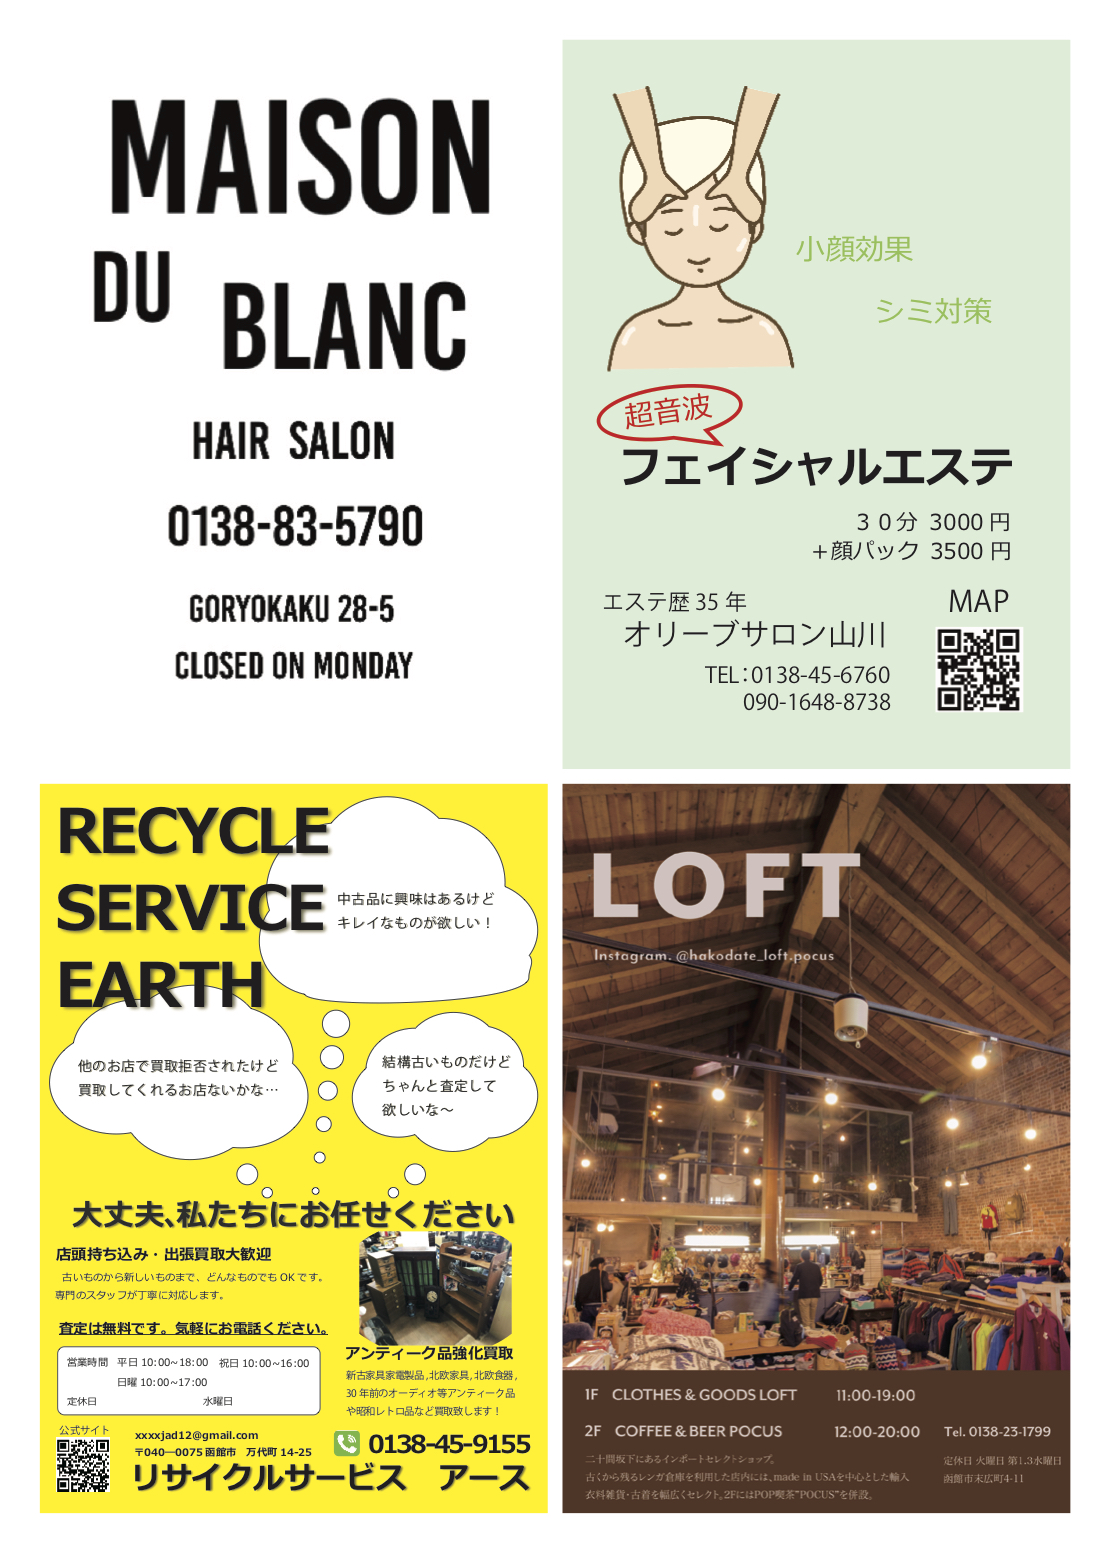 MAISON
DU
BLANC
HAIR SALON
0138-83-5790
GORYOKAKU 28-5
CLOSED ON MONDAY
小顔効果
シミ対策
超音波
フェイシャルエステ
３０分 3000 円
＋顔パック 3500 円
エステ歴 35 年
オリーブサロン山川
TEL：0138-45-6760
090-1648-8738
MAP
RECYCLE
SERVICE
EARTH
中古品に興味はあるけど
キレイなものが欲しい！
他のお店で買取拒否されたけど
買取してくれるお店ないかな…
結構古いものだけど
ちゃんと査定して
欲しいな～
大丈夫、私たちにお任せください
店頭持ち込み・出張買取大歓迎
古いものから新しいものまで、どんなものでも OK です。
専門のスタッフが丁寧に対応します。
査定は無料です。気軽にお電話ください。
営業時間 平日 10:00~18:00 祝日 10:00~16:00
日曜 10:00~17:00
定休日 水曜日
アンティーク品強化買取
新古家具家電製品,北欧家具,北欧食器,
30 年前のオーディオ等アンティーク品
や昭和レトロ品など買取致します！
公式サイト
xxxxjad12@gmail.com
〒040―0075 函館市 万代町 14-25
0138-45-9155
リサイクルサービス アース
LOFT
Instagram. @hakodate_loft.pocus
1F CLOTHES & GOODS LOFT 11:00-19:00
2F COFFEE & BEER POCUS 12:00-20:00 Tel. 0138-23-1799
二十間坂下にあるインポートセレクトショップ。
古くから残るレンガ倉庫を利用した店内には、made in USAを中心とした輸入
衣料雑貨・古着を幅広くセレクト。2FにはPOP喫茶"POCUS"を併設。
定休日 火曜日 第1.3水曜日
函館市末広町4-11